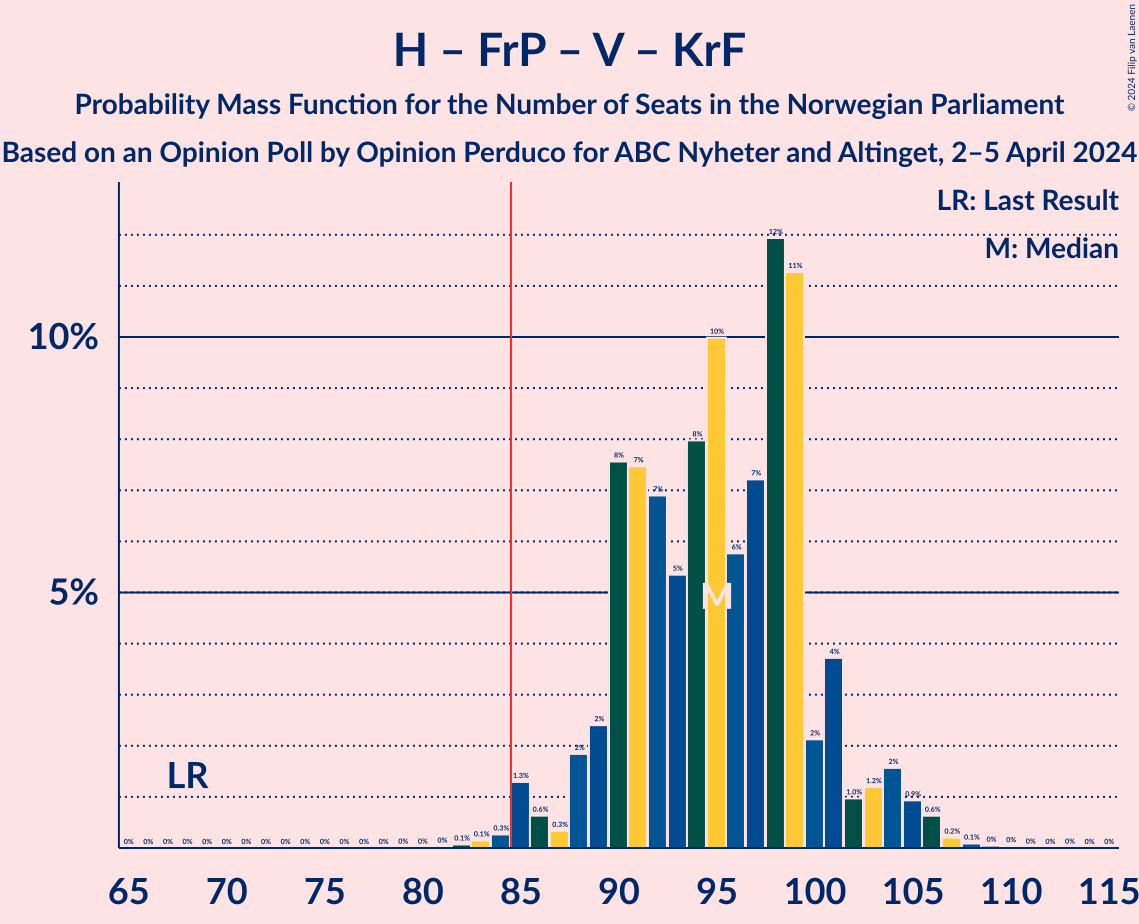 H – FrP – V – KrF
Probability Mass Function for the Number of Seats in the Norwegian Parliament
Based on an Opinion Poll by Opinion Perduco for ABC Nyheter and Altinget, 2–5 April 2024
© 2024 Filip van Laenen
LR: Last Result
M: Median
10%
5%
LR
M
0% 0% 0% 0% 0% 0% 0% 0% 0% 0% 0% 0% 0% 0% 0% 0% 0% 0.1% 0.1% 0.3% 1.3% 0.6% 0.3% 2% 2% 8% 7% 7% 5% 8% 10% 6% 7% 12% 11% 2% 4% 1.0% 1.2% 2% 0.9% 0.6% 0.2% 0.1% 0% 0% 0% 0% 0% 0% 0%
65 70 75 80 85 90 95 100 105 110 115